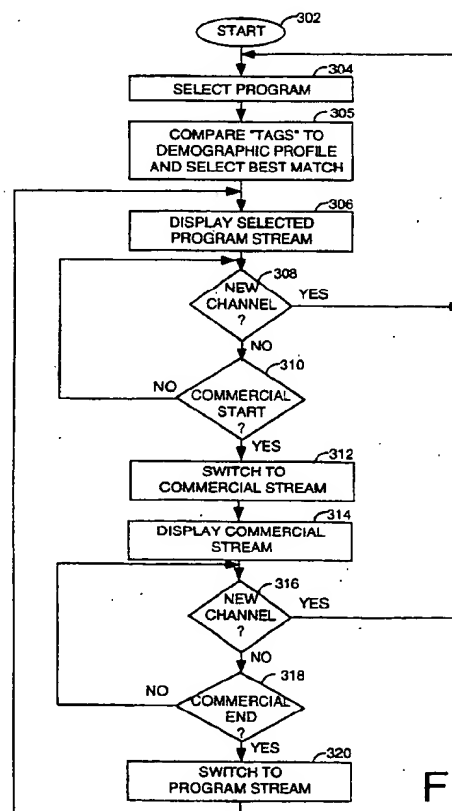 302
START
304
SELECT PROGRAM
305
COMPARE "TAGS" TO
DEMOGRAPHIC PROFILE
AND SELECT BEST MATCH
306
DISPLAY SELECTED
PROGRAM STREAM
308
NEW
CHANNEL
?
YES
NO
310
NO
COMMERCIAL
START
?
YES
312
SWITCH TO
COMMERCIAL STREAM
314
DISPLAY COMMERCIAL
STREAM
316
NEW
CHANNEL
?
YES
NO
318
NO
COMMERCIAL
END
?
YES
320
SWITCH TO
PROGRAM STREAM
F